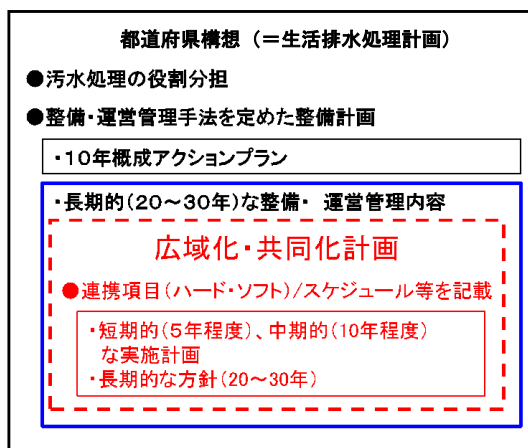 都道府県構想（＝生活排水処理計画）
●汚水処理の役割分担
●整備・運営管理手法を定めた整備計画
・１０年概成アクションプラン
・長期的（２０～３０年）な整備・ 運営管理内容
広域化・共同化計画
●連携項目（ハード・ソフト）/スケジュール等を記載
・短期的（５年程度）、中期的（１０年程度）
な実施計画
・長期的な方針（２０～３０年）